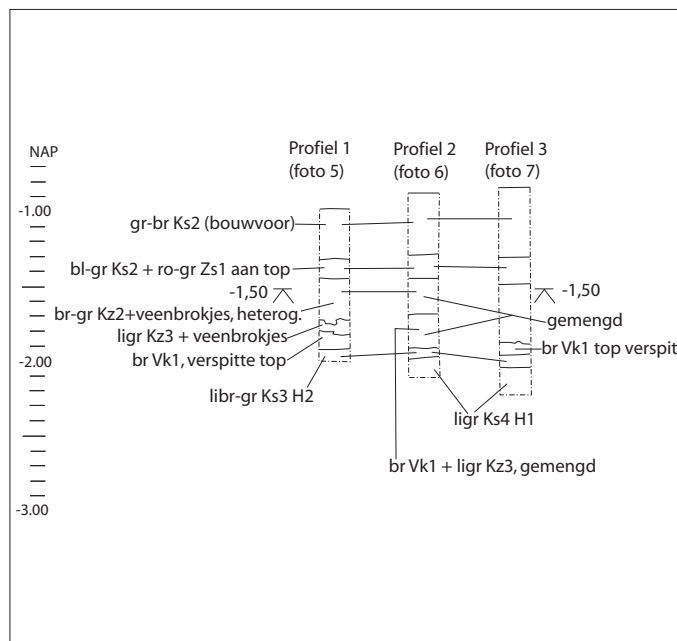 Profiel 1 Profiel 2 Profiel 3
(foto 5) (foto 6) (foto 7)
NAP
-1.00
gr-br Ks2 (bouwvoor)
bl-gr Ks2 + ro-gr Zs1 aan top
-1,50 -1,50
br-gr Kz2+veenbrokjes, heterog.
gemengd
ligr Kz3 + veenbrokjes
br Vk1 top verspit
br Vk1, verspitte top
-2.00
libr-gr Ks3 H2
ligr Ks4 H1
br Vk1 + ligr Kz3, gemengd
-3.00